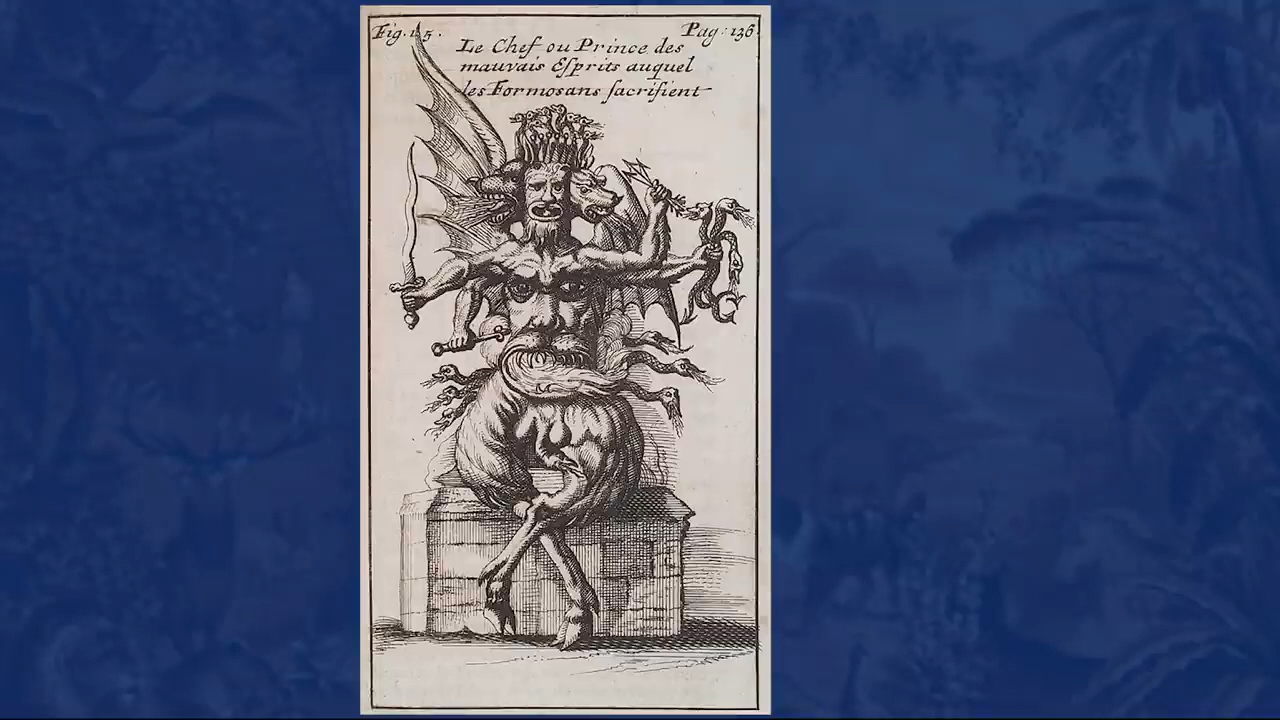 Fig. 15.
Pag: 136.
Le Chef ou Prince des
mauvais Eſprits auquel
les Formosans ſacrifient